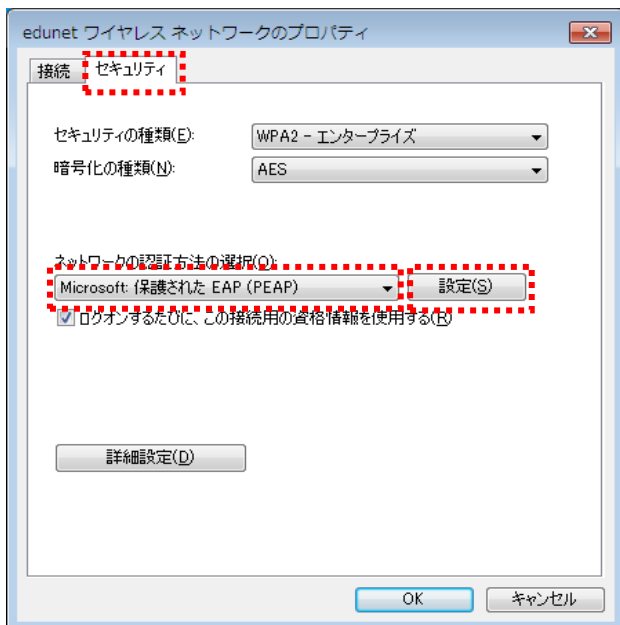 edunet ワイヤレス ネットワークのプロパティ
接続 セキュリティ
セキュリティの種類(E): WPA2 - エンタープライズ
暗号化の種類(N): AES
ネットワークの認証方法の選択(O):
Microsoft: 保護された EAP (PEAP) 設定(S)
ログオンするたびに、この接続用の資格情報を使用する(R)
詳細設定(D)
OK キャンセル